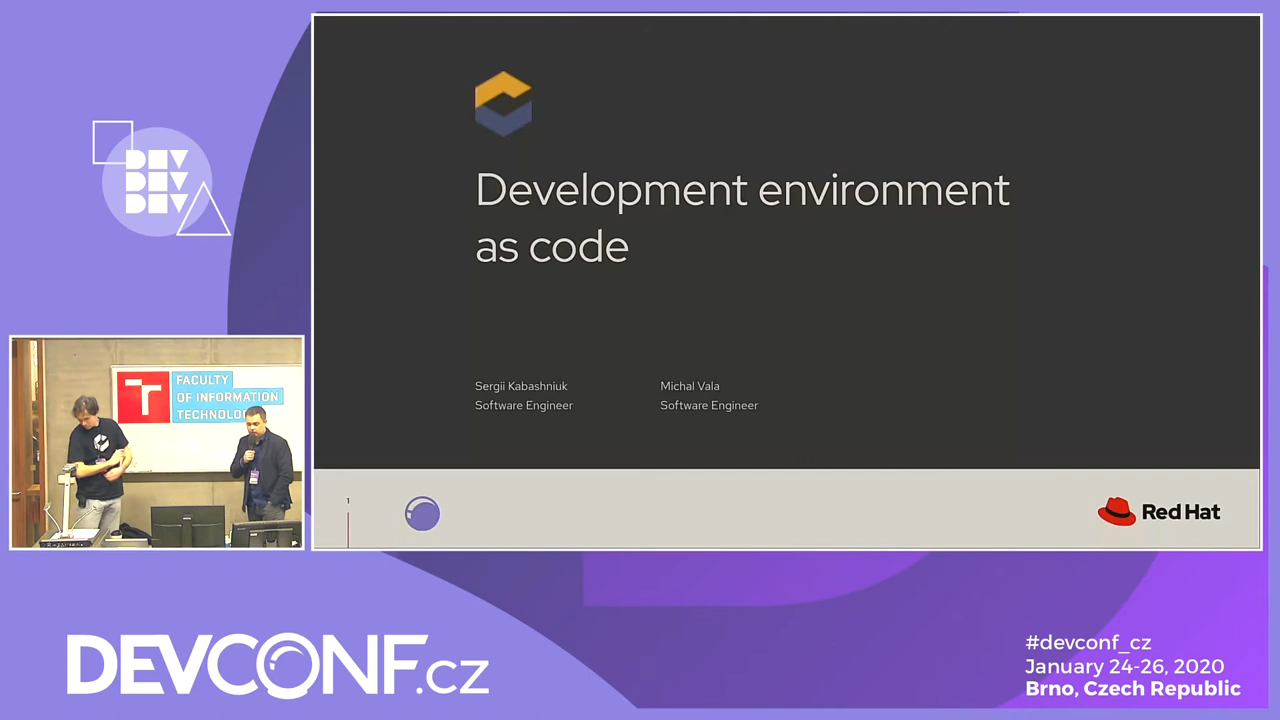 DEV
DEV
DEV
Development environment
as code
Sergii Kabashniuk
Software Engineer
Michal Vala
Software Engineer
1
Red Hat
FACULTY
OF INFORMATION
TECHNOLO
DEVCONF.cz
#devconf_cz
January 24-26, 2020
Brno, Czech Republic